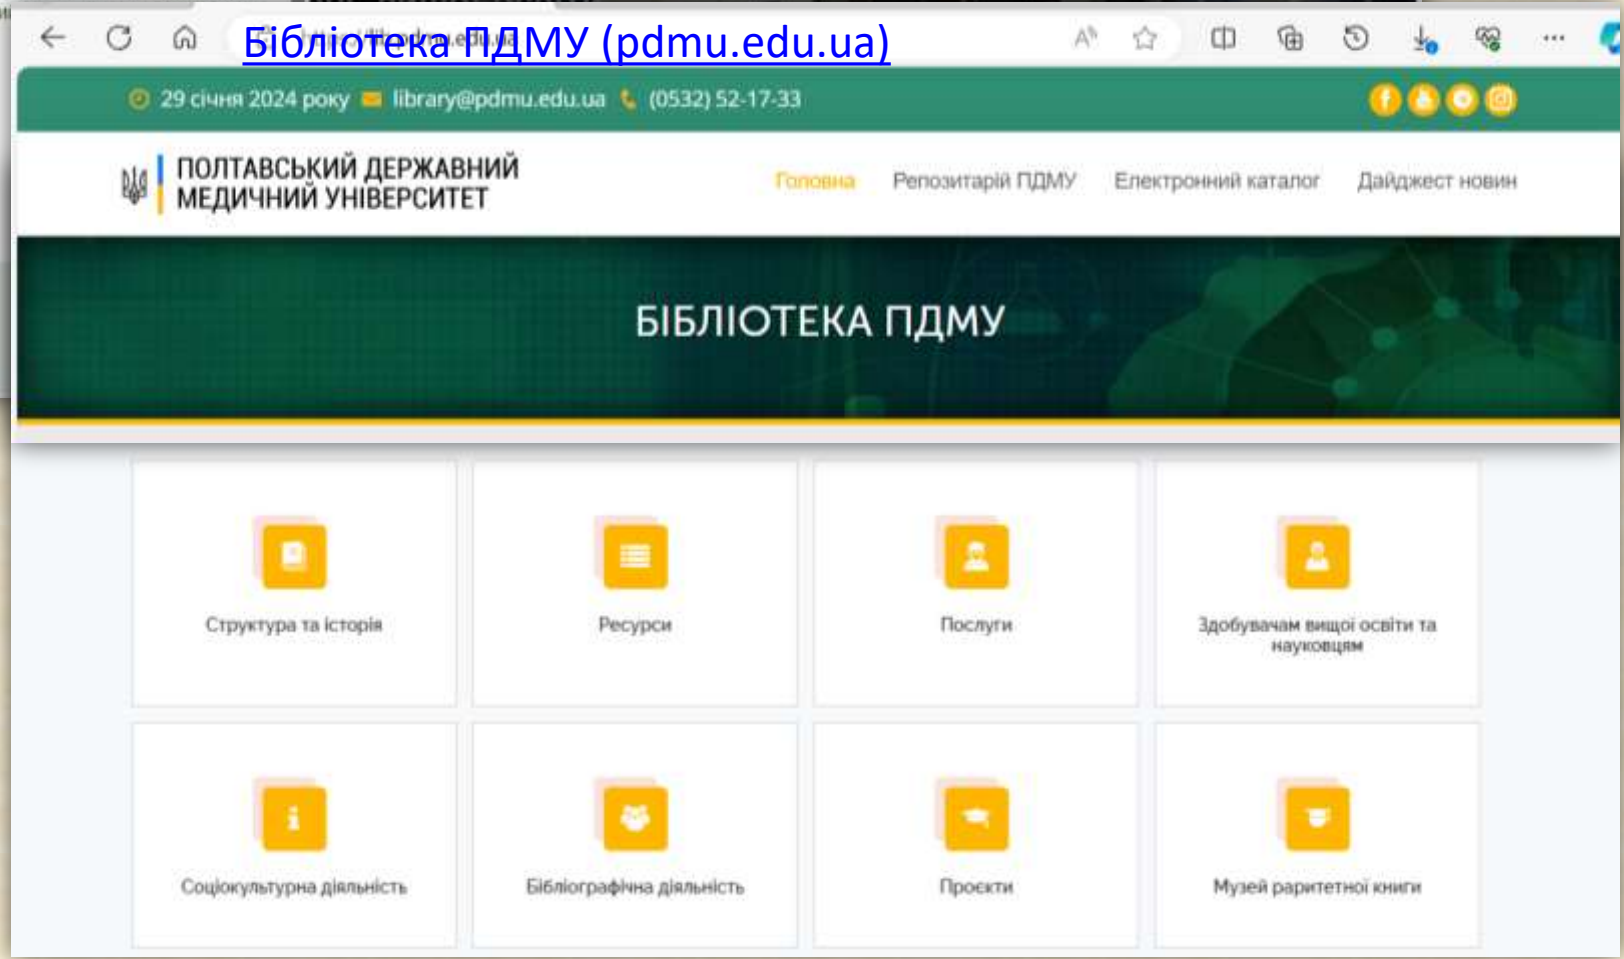 Бібліотека ПДМУ (pdmu.edu.ua)
29 січня 2024 року library@pdmu.edu.ua (0532) 52-17-33
ПОЛТАВСЬКИЙ ДЕРЖАВНИЙ
МЕДИЧНИЙ УНІВЕРСИТЕТ
Головна Репозитарій ПДМУ Електронний каталог Дайджест новин
БІБЛІОТЕКА ПДМУ
Структура та історія
Ресурси
Послуги
Здобувачам вищої освіти та
науковцям
Соціокультурна діяльність
Бібліографічна діяльність
Проєкти
Музей раритетної книги